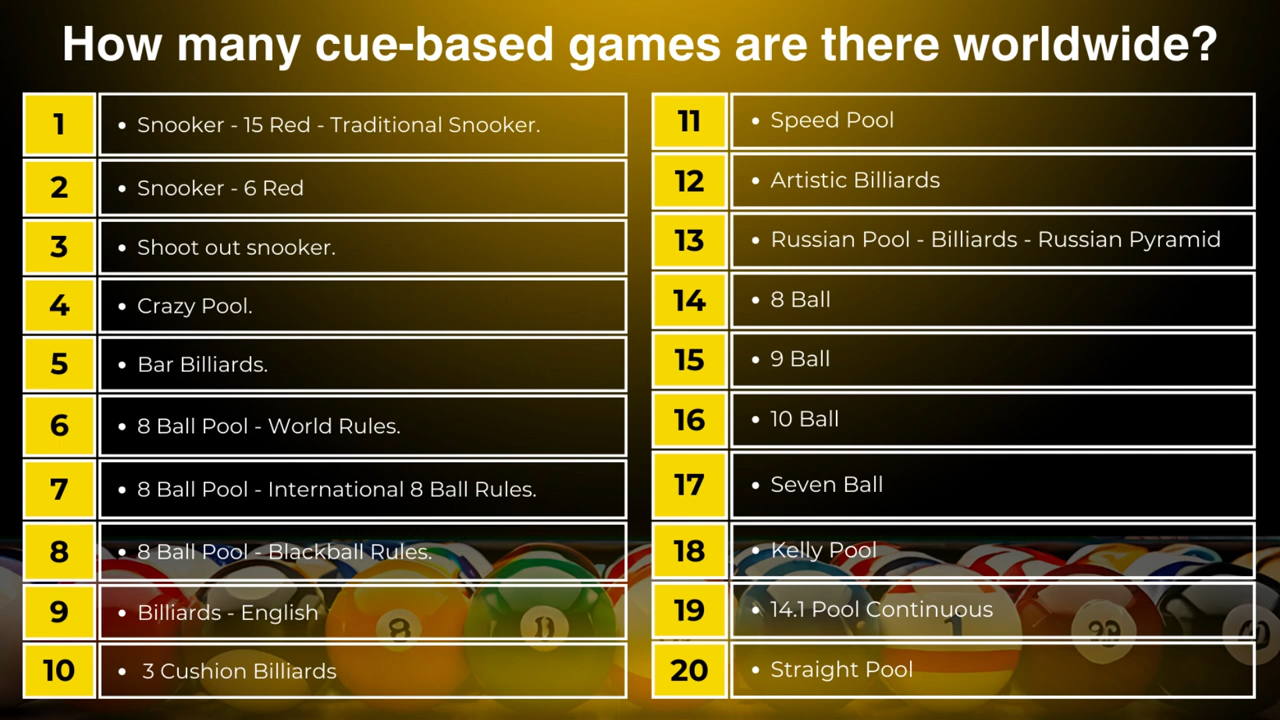 How many cue-based games are there worldwide?
1 • Snooker - 15 Red - Traditional Snooker.
2 • Snooker - 6 Red
3 • Shoot out snooker.
4 • Crazy Pool.
5 • Bar Billiards.
6 • 8 Ball Pool - World Rules.
7 • 8 Ball Pool - International 8 Ball Rules.
8 • 8 Ball Pool - Blackball Rules.
9 • Billiards - English
10 • 3 Cushion Billiards
11 • Speed Pool
12 • Artistic Billiards
13 • Russian Pool - Billiards - Russian Pyramid
14 • 8 Ball
15 • 9 Ball
16 • 10 Ball
17 • Seven Ball
18 • Kelly Pool
19 • 14.1 Pool Continuous
20 • Straight Pool
8
1